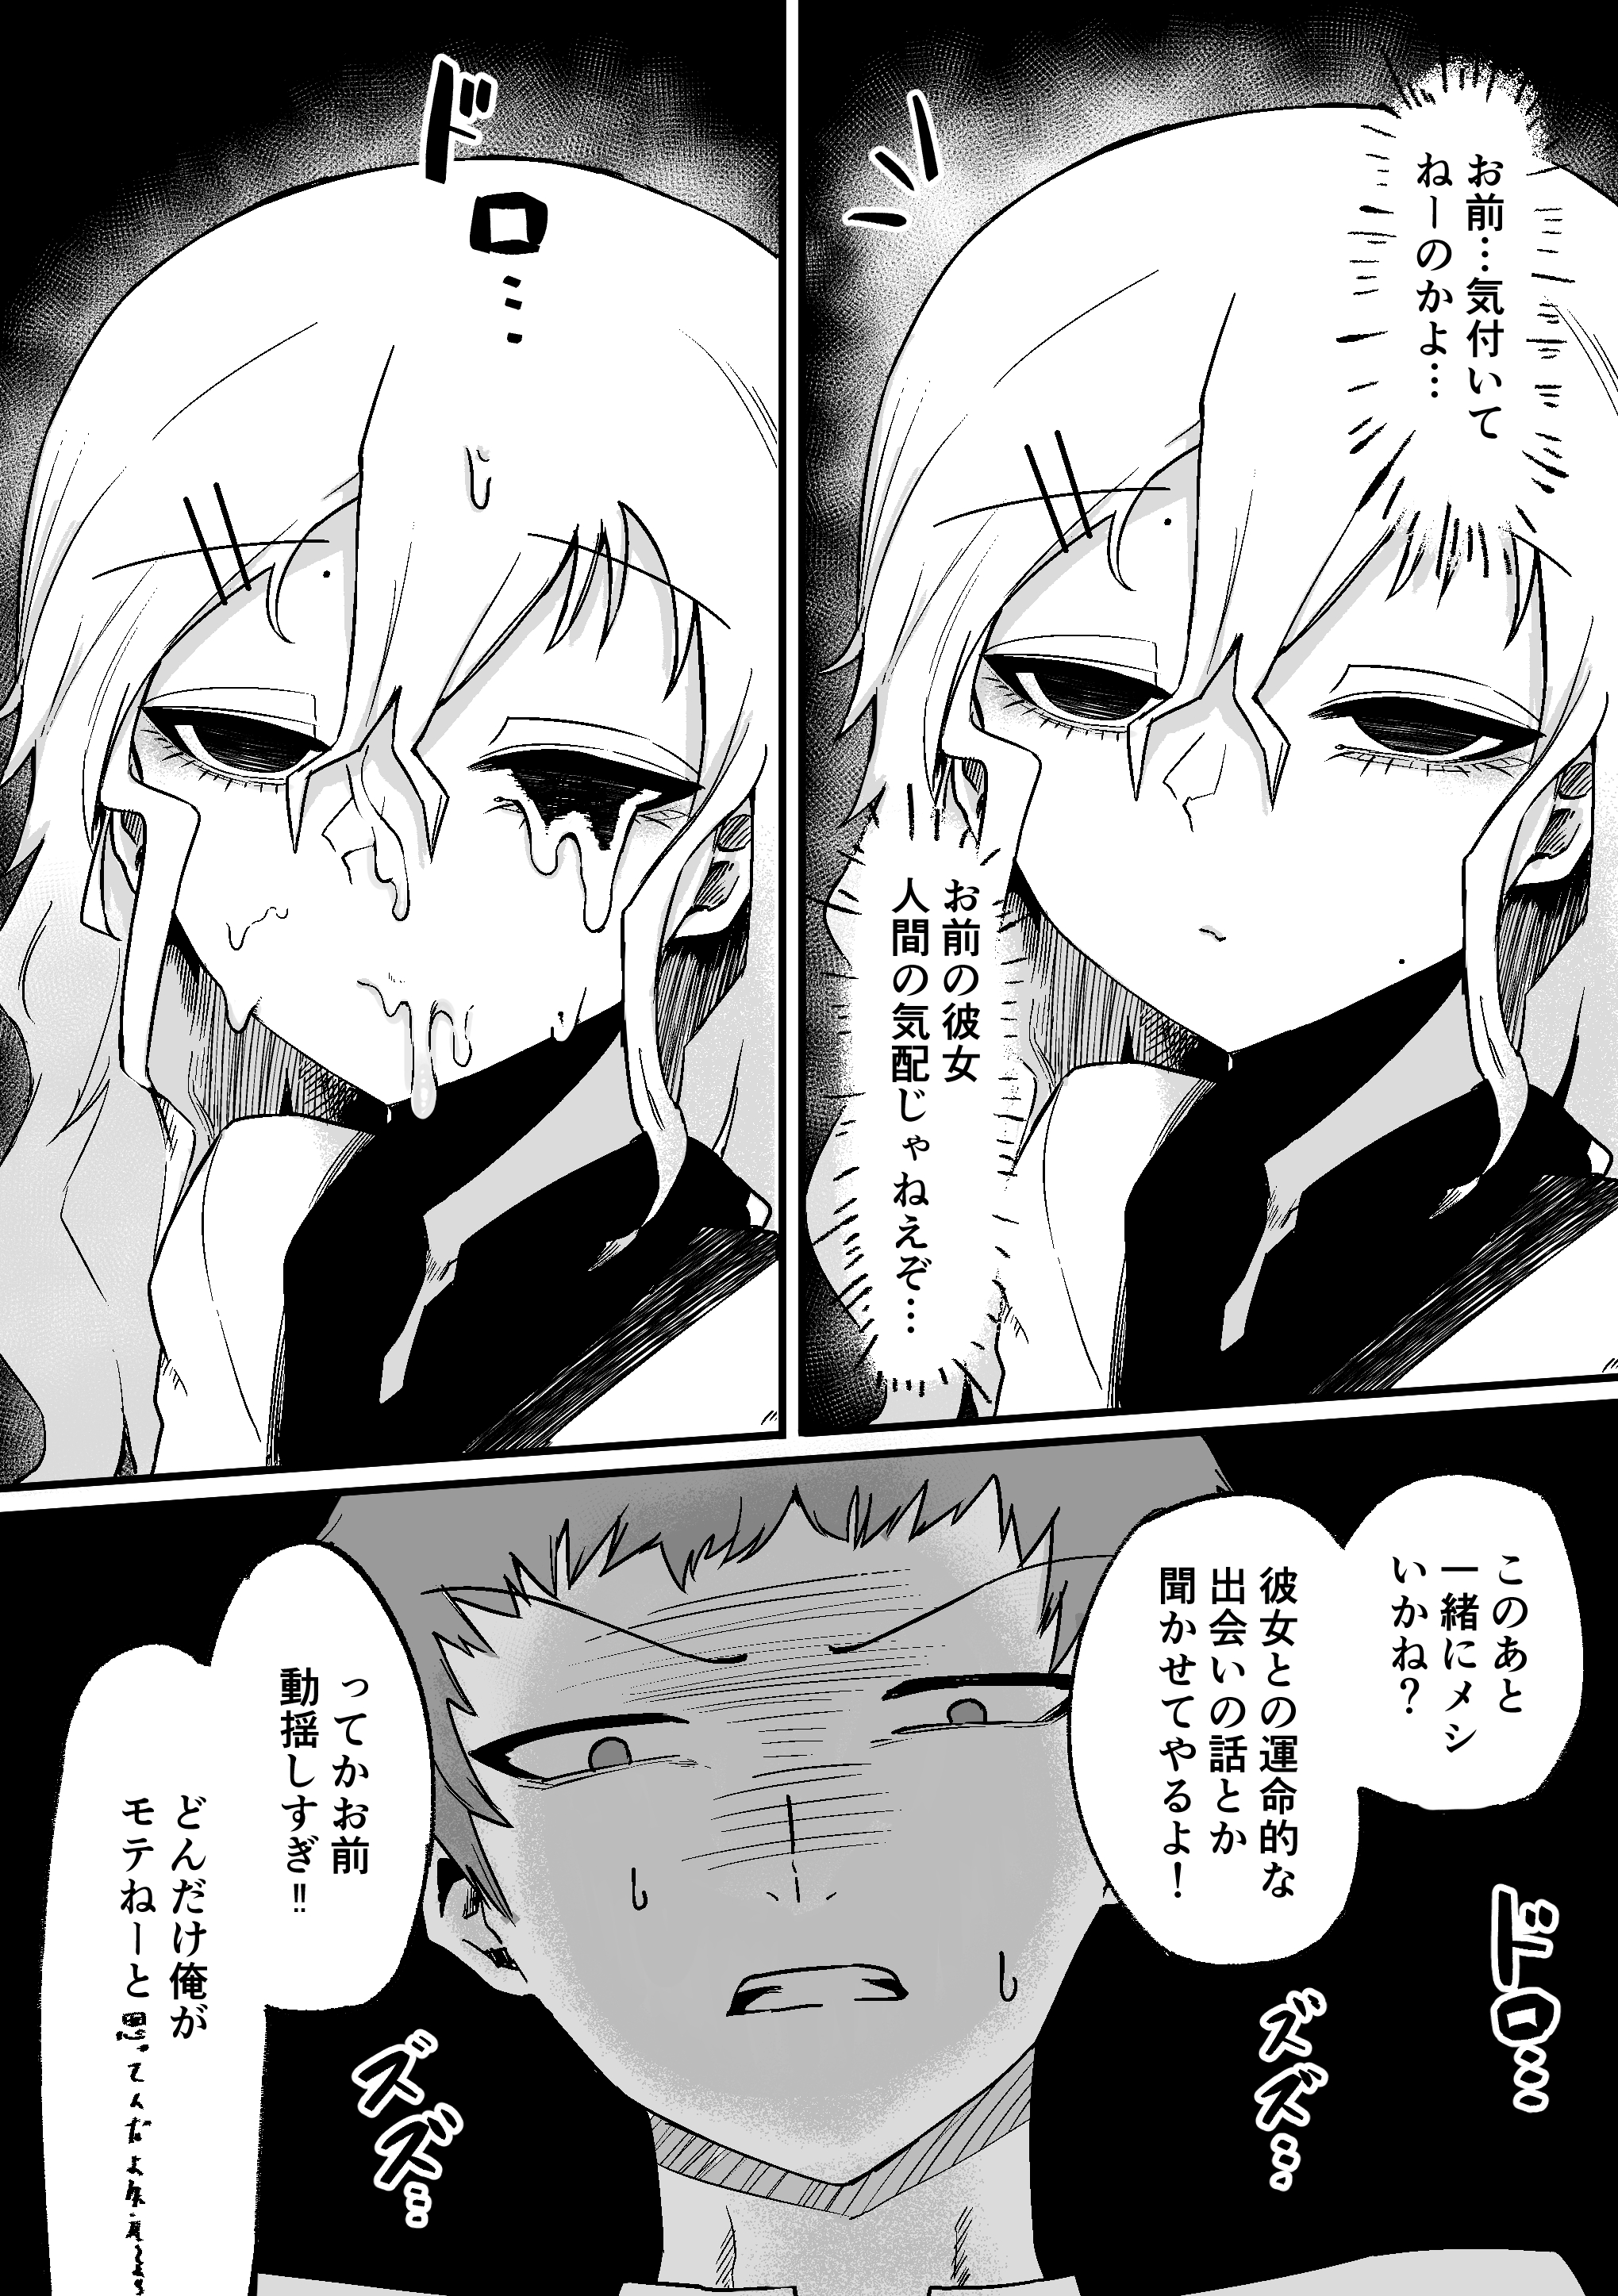 お前…気付いて
ねーのかよ…
お前の彼女
人間の気配じゃねえぞ…
ドロ…
このあと
一緒にメシ
いかね？
彼女との運命的な
出会いの話とか
聞かせてやるよ！
ドロ…
ズズ…
ってかお前
動揺しすぎ!!
ズズ…
どんだけ俺が
モテねーと思ってんだよ